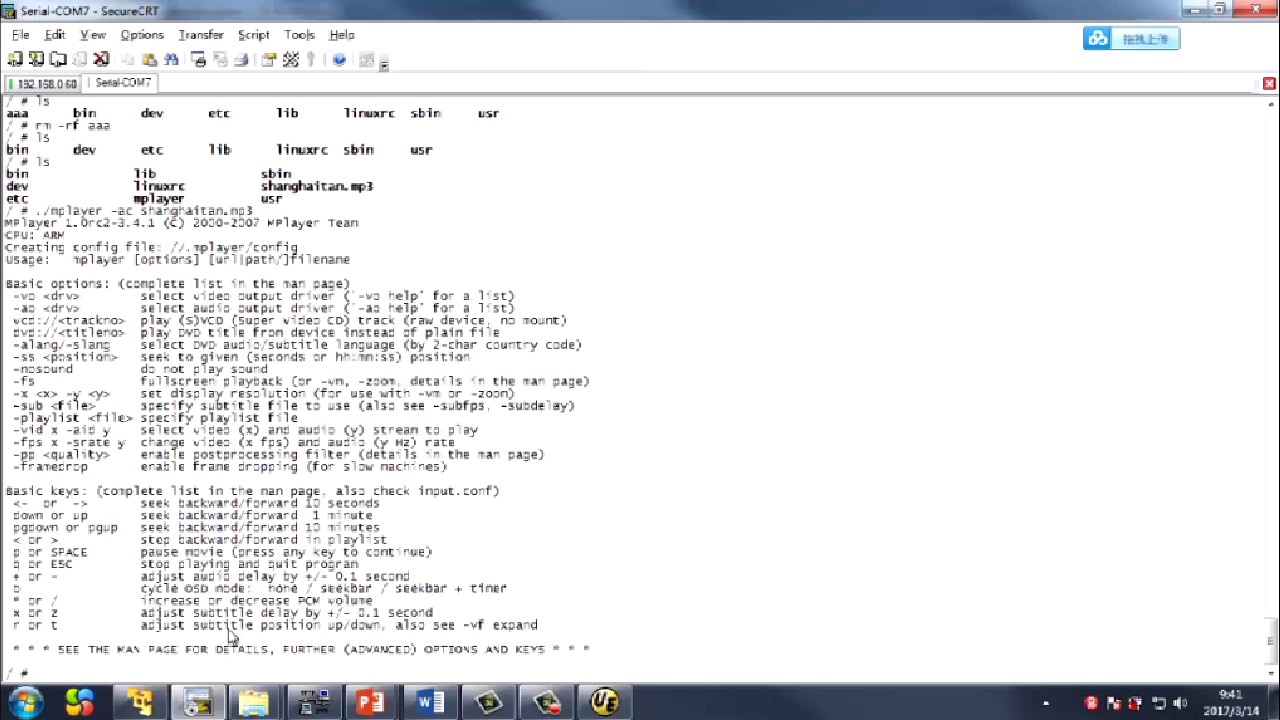 Serial-COM7 - SecureCRT
File Edit View Options Transfer Script Tools Help
拖拽上传
192.168.0.60 Serial-COM7
/ # ls
aaa bin dev etc lib linuxrc sbin usr
/ # rm -rf aaa
/ # ls
bin dev etc lib linuxrc sbin usr
/ # ls
bin lib sbin
dev linuxrc shanghaitan.mp3
etc mplayer usr
/ # ./mplayer -ac shanghaitan.mp3
MPlayer 1.0rc2-3.4.1 (C) 2000-2007 MPlayer Team
CPU: ARM
Creating config file: //.mplayer/config
Usage: mplayer [options] [url|path/]filename
Basic options: (complete list in the man page)
-vo <drv> select video output driver ('-vo help' for a list)
-ao <drv> select audio output driver ('-ao help' for a list)
vcd://<trackno> play (S)VCD (Super Video CD) track (raw device, no mount)
dvd://<titleno> play DVD title from device instead of plain file
-alang/-slang select DVD audio/subtitle language (by 2-char country code)
-ss <position> seek to given (seconds or hh:mm:ss) position
-nosound do not play sound
-fs fullscreen playback (or -vm, -zoom, details in the man page)
-x <x> -y <y> set display resolution (for use with -vm or -zoom)
-sub <file> specify subtitle file to use (also see -subfps, -subdelay)
-playlist <file> specify playlist file
-vid x -aid y select video (x) and audio (y) stream to play
-fps x -srate y change video (x fps) and audio (y Hz) rate
-pp <quality> enable postprocessing filter (details in the man page)
-framedrop enable frame dropping (for slow machines)
Basic keys: (complete list in the man page, also check input.conf)
<- or -> seek backward/forward 10 seconds
down or up seek backward/forward 1 minute
pgdown or pgup seek backward/forward 10 minutes
< or > step backward/forward in playlist
p or SPACE pause movie (press any key to continue)
q or ESC stop playing and quit program
+ or - adjust audio delay by +/- 0.1 second
o cycle OSD mode: none / seekbar / seekbar + timer
* or / increase or decrease PCM volume
x or z adjust subtitle delay by +/- 0.1 second
r or t adjust subtitle position up/down, also see -vf expand
* * * SEE THE MAN PAGE FOR DETAILS, FURTHER (ADVANCED) OPTIONS AND KEYS * * *
/ #
9:41
2017/3/14